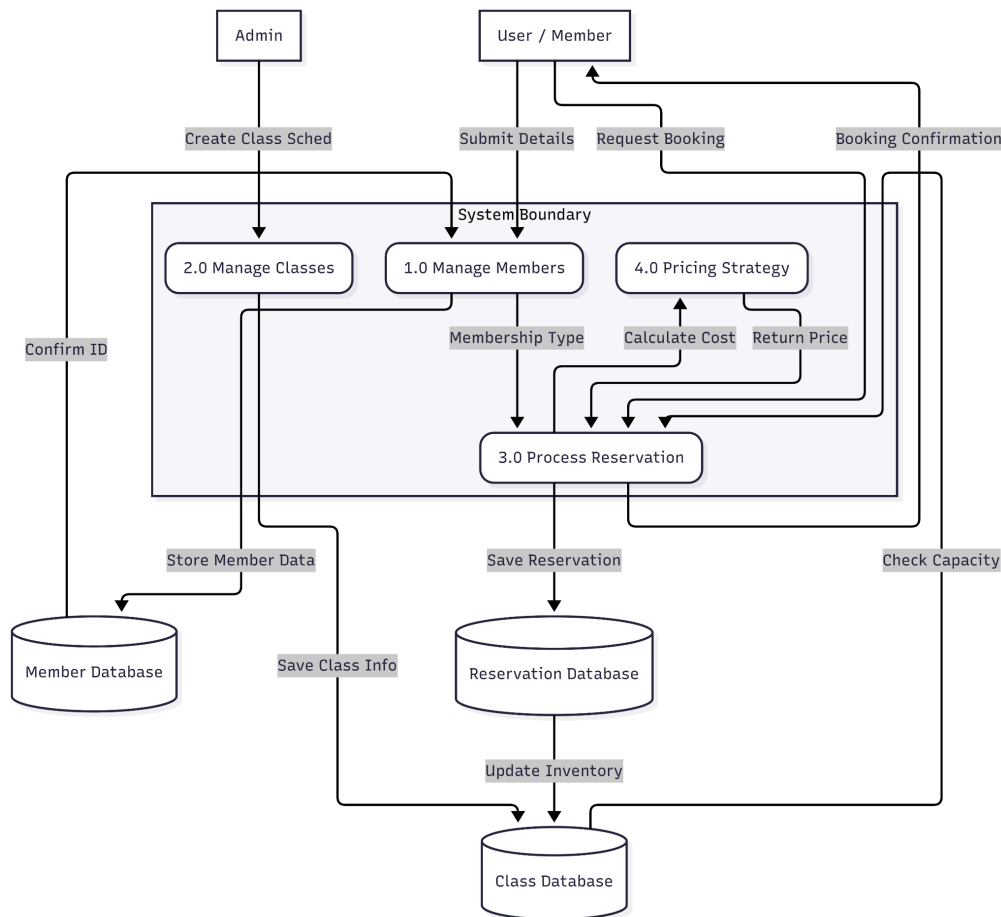 Admin
User / Member
Create Class Sched
Submit Details
Request Booking
Booking Confirmation
System Boundary
2.0 Manage Classes
1.0 Manage Members
4.0 Pricing Strategy
Confirm ID
Membership Type
Calculate Cost
Return Price
3.0 Process Reservation
Store Member Data
Save Reservation
Check Capacity
Member Database
Save Class Info
Reservation Database
Update Inventory
Class Database